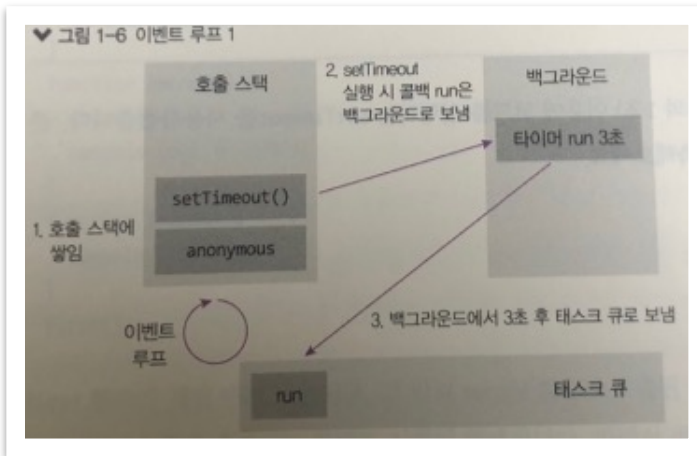 그림 1-6 이벤트 루프 1
호출 스택
2. setTimeout
실행 시 콜백 run은
백그라운드로 보냄
백그라운드
타이머 run 3초
setTimeout()
1. 호출 스택에
쌓임
anonymous
이벤트
루프
3. 백그라운드에서 3초 후 태스크 큐로 보냄
run
태스크 큐